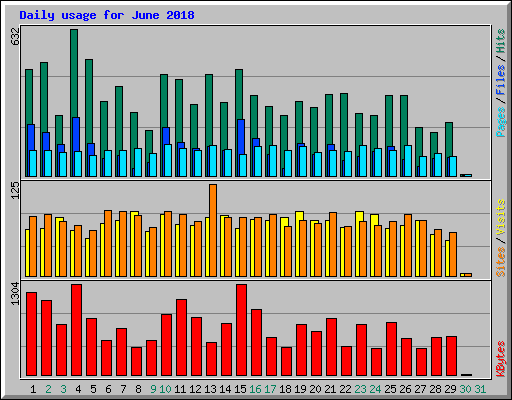 Daily usage for June 2018
632
Pages / Files / Hits
125
Sites / Visits
1304
KBytes
1 2 3 4 5 6 7 8 9 10 11 12 13 14 15 16 17 18 19 20 21 22 23 24 25 26 27 28 29 30 31